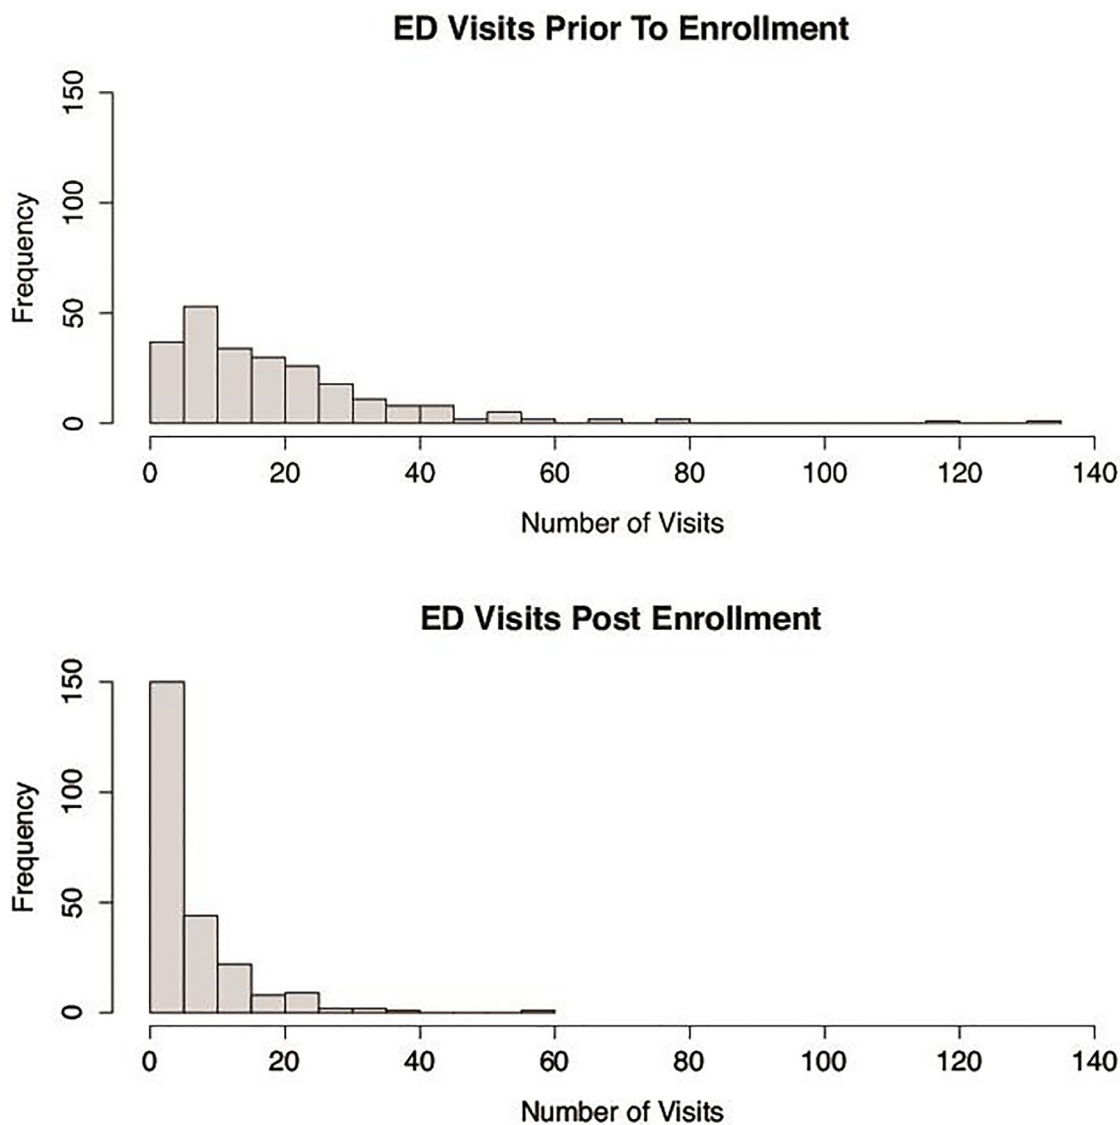 ED Visits Prior To Enrollment
150
100
50
0
Frequency
0 20 40 60 80 100 120 140
Number of Visits
ED Visits Post Enrollment
150
100
50
0
Frequency
0 20 40 60 80 100 120 140
Number of Visits